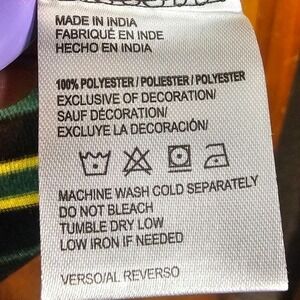 MADE IN INDIA
FABRIQUÉ EN INDE
HECHO EN INDIA
100% POLYESTER / POLIESTER / POLYESTER
EXCLUSIVE OF DECORATION/
SAUF DÉCORATION/
EXCLUYE LA DECORACIÓN/
MACHINE WASH COLD SEPARATELY
DO NOT BLEACH
TUMBLE DRY LOW
LOW IRON IF NEEDED
VERSO/AL REVERSO